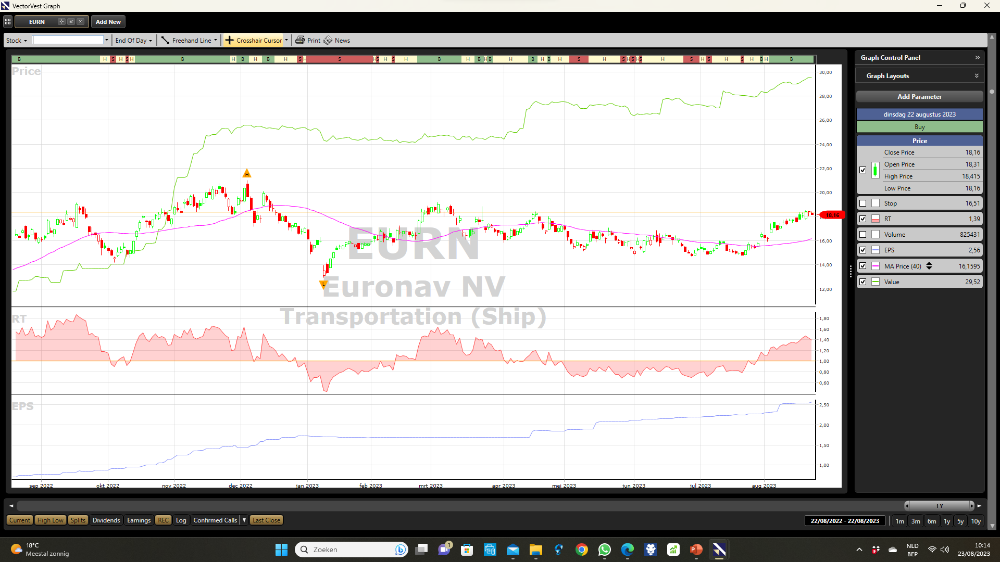 VectorVest Graph
EURN
Add New
Stock
End Of Day
Freehand Line
Crosshair Cursor
Print
News
B H S H S H B H B H B H S H S H S H S H B H B H B H B H B H S H S H S H S H S H S H S H B H B
Price
30,00
28,00
26,00
24,00
22,00
20,00
18,16
16,00
14,00
12,00
H
L
EURN
Euronav NV
Transportation (Ship)
RT
1,80
1,60
1,40
1,20
1,00
0,80
0,60
EPS
2,50
2,00
1,50
1,00
sep 2022 okt 2022 nov 2022 dec 2022 jan 2023 feb 2023 mrt 2023 apr 2023 mei 2023 jun 2023 jul 2023 aug 2023
Graph Control Panel
Graph Layouts
Add Parameter
dinsdag 22 augustus 2023
Buy
Price
Close Price 18,16
Open Price 18,31
High Price 18,415
Low Price 18,16
Stop 16,51
RT 1,39
Volume 825431
EPS 2,56
MA Price (40) 16,1595
Value 29,52
1 Y
Current High Low Splits Dividends Earnings REC Log Confirmed Calls Last Close
22/08/2022 - 22/08/2023 1m 3m 6m 1y 5y 10y
18°C
Meestal zonnig
Zoeken
1
9
NLD
BEP
10:14
23/08/2023